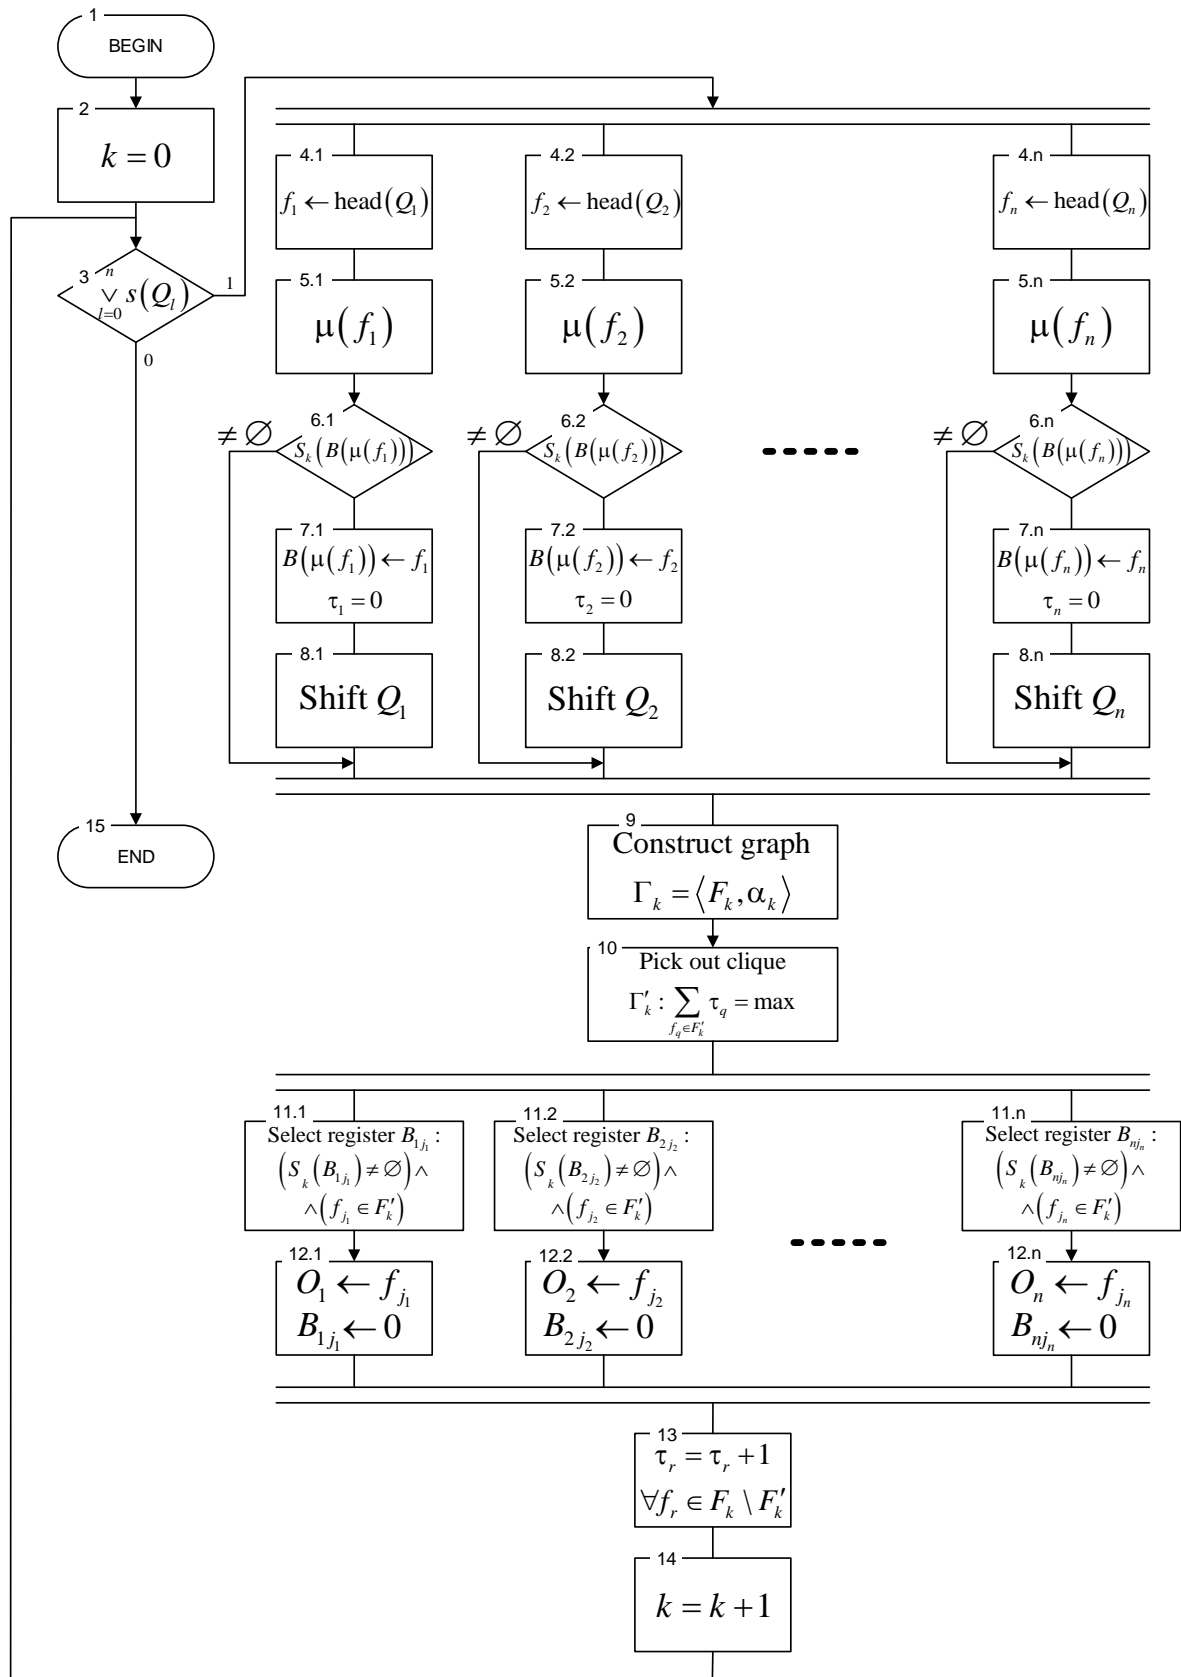 1
BEGIN
2
k = 0
3
n
∨ s(Q_l)
l=0
1
0
4.1
f_1 ← head(Q_1)
4.2
f_2 ← head(Q_2)
4.n
f_n ← head(Q_n)
5.1
μ(f_1)
5.2
μ(f_2)
5.n
μ(f_n)
6.1
≠ ∅
S_k(B(μ(f_1)))
6.2
≠ ∅
S_k(B(μ(f_2)))
6.n
≠ ∅
S_k(B(μ(f_n)))
7.1
B(μ(f_1)) ← f_1
τ_1 = 0
7.2
B(μ(f_2)) ← f_2
τ_2 = 0
7.n
B(μ(f_n)) ← f_n
τ_n = 0
8.1
Shift Q_1
8.2
Shift Q_2
8.n
Shift Q_n
15
END
9
Construct graph
Γ_k = ⟨F_k, α_k⟩
10
Pick out clique
Γ′_k : ∑ τ_q = max
f_q ∈ F′_k
11.1
Select register B_{1j_1} :
(S_k(B_{1j_1}) ≠ ∅) ∧
∧ (f_{j_1} ∈ F′_k)
11.2
Select register B_{2j_2} :
(S_k(B_{2j_2}) ≠ ∅) ∧
∧ (f_{j_2} ∈ F′_k)
11.n
Select register B_{nj_n} :
(S_k(B_{nj_n}) ≠ ∅) ∧
∧ (f_{j_n} ∈ F′_k)
12.1
O_1 ← f_{j_1}
B_{1j_1} ← 0
12.2
O_2 ← f_{j_2}
B_{2j_2} ← 0
12.n
O_n ← f_{j_n}
B_{nj_n} ← 0
13
τ_r = τ_r + 1
∀f_r ∈ F_k \ F′_k
14
k = k + 1